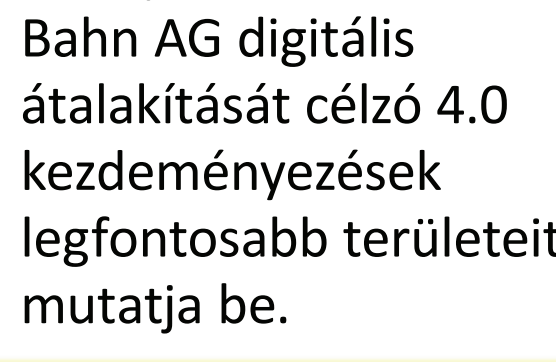 Bahn AG digitális
átalakítását célzó 4.0
kezdeményezések
legfontosabb területeit
mutatja be.